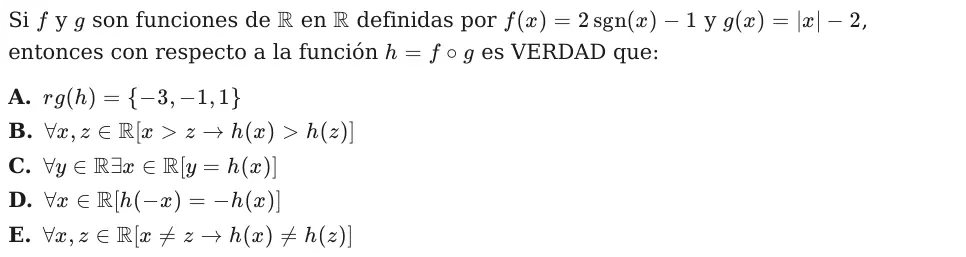 Si f y g son funciones de ℝ en ℝ definidas por f(x) = 2 sgn(x) − 1 y g(x) = |x| − 2,
entonces con respecto a la función h = f ∘ g es VERDAD que:
A. rg(h) = {−3, −1, 1}
B. ∀x, z ∈ ℝ[x > z → h(x) > h(z)]
C. ∀y ∈ ℝ∃x ∈ ℝ[y = h(x)]
D. ∀x ∈ ℝ[h(−x) = −h(x)]
E. ∀x, z ∈ ℝ[x ≠ z → h(x) ≠ h(z)]